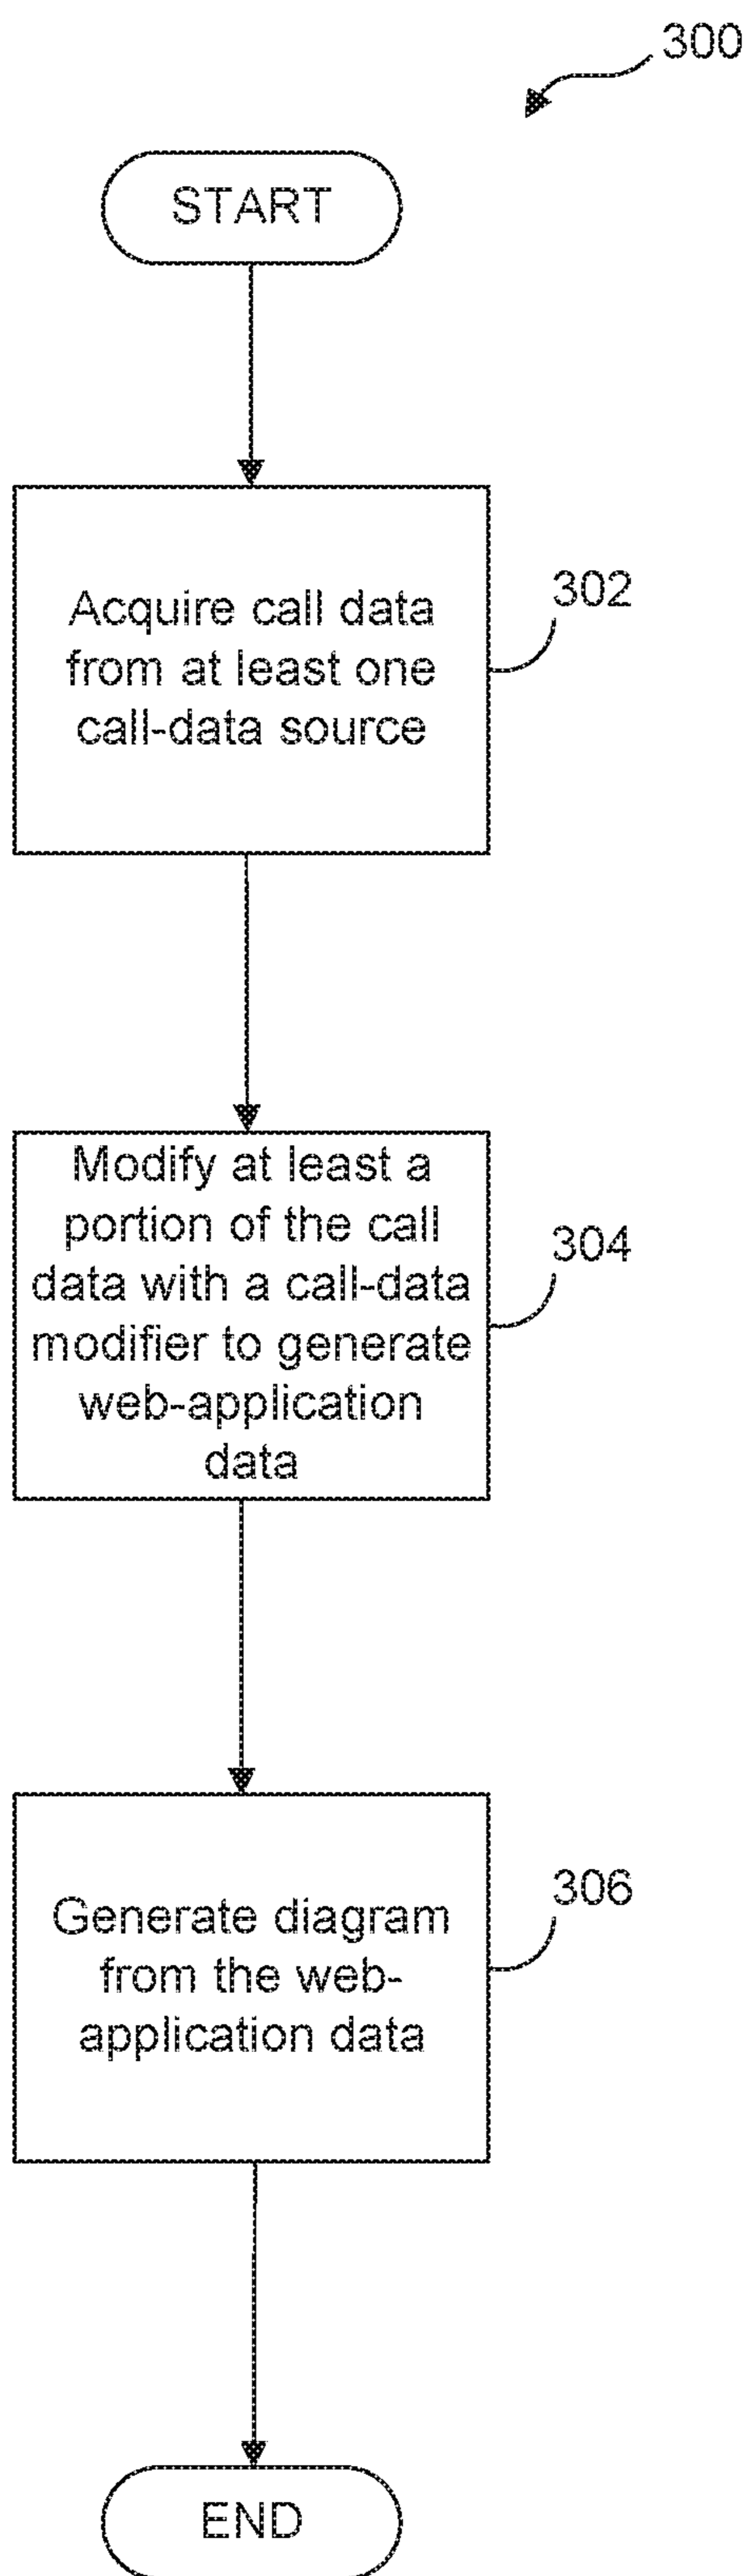 300
START
Acquire call data
from at least one
call-data source
302
Modify at least a
portion of the call
data with a call-data
modifier to generate
web-application
data
304
Generate diagram
from the web-
application data
306
END